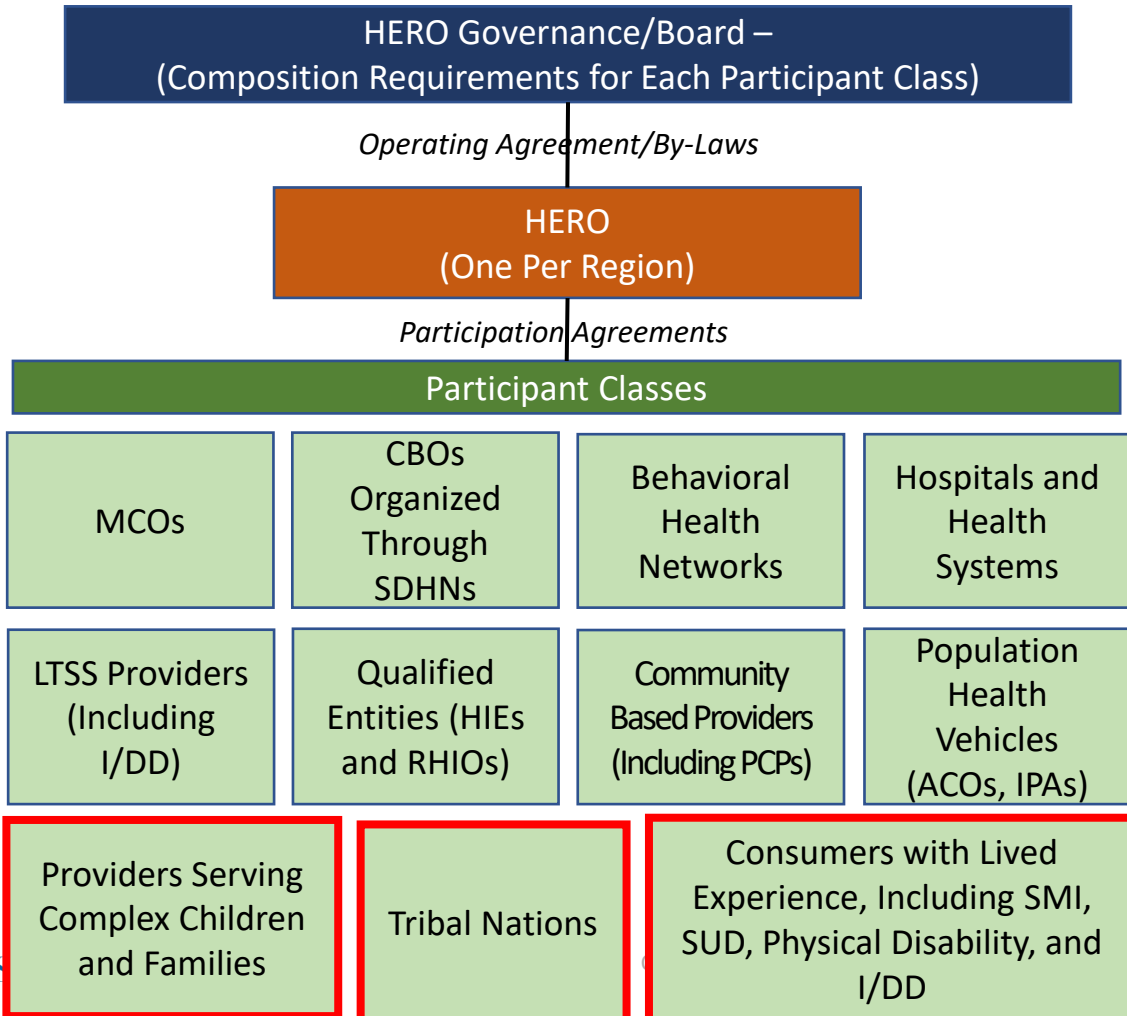 HERO Governance/Board –
(Composition Requirements for Each Participant Class)
Operating Agreement/By-Laws
HERO
(One Per Region)
Participation Agreements
Participant Classes
MCOs
CBOs
Organized
Through
SDHNs
Behavioral
Health
Networks
Hospitals and
Health
Systems
LTSS Providers
(Including
I/DD)
Qualified
Entities (HIEs
and RHIOs)
Community
Based Providers
(Including PCPs)
Population
Health
Vehicles
(ACOs, IPAs)
Providers Serving
Complex Children
and Families
Tribal Nations
Consumers with Lived
Experience, Including SMI,
SUD, Physical Disability, and
I/DD